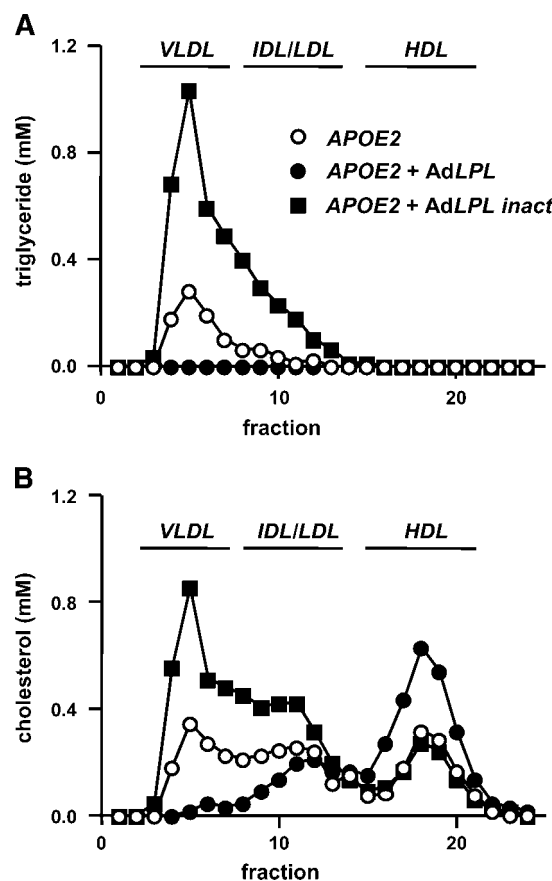 A
1.2
VLDL IDL/LDL HDL
triglyceride (mM)
0.8
APOE2
APOE2 + AdLPL
APOE2 + AdLPL inact
0.4
0.0
0 10 20
fraction
B
1.2
VLDL IDL/LDL HDL
cholesterol (mM)
0.8
0.4
0.0
0 10 20
fraction